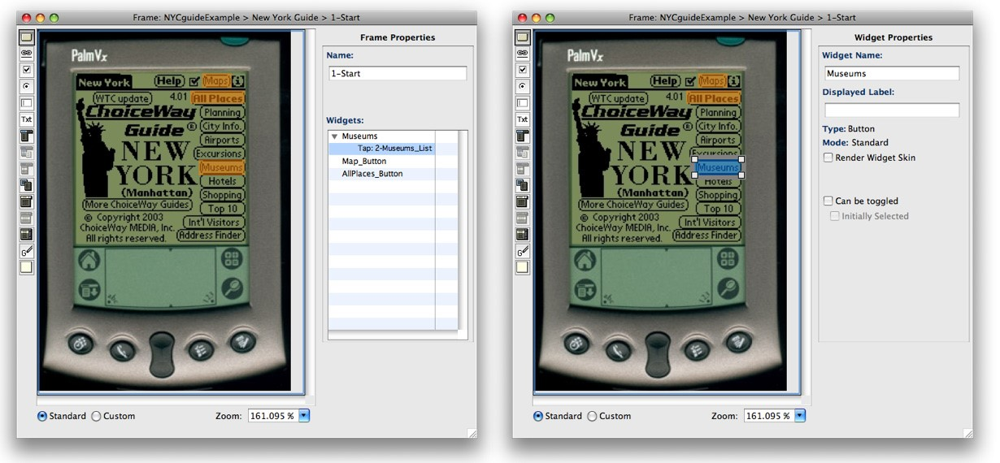 Frame: NYCguideExample > New York Guide > 1-Start
PalmVx
New York Help Maps i
WTC update 4.01 All Places
ChoiceWay Planning
Guide ® City Info.
Airports
NEW Excursions
YORK Museums
Hotels
(Manhattan) Shopping
More ChoiceWay Guides Top 10
© Copyright 2003 Int'l Visitors
ChoiceWay MEDIA, Inc.
All rights reserved. Address Finder
Txt
G
Standard Custom Zoom: 161.095 %
Frame Properties
Name:
1-Start
Widgets:
Museums
Tap: 2-Museums_List
Map_Button
AllPlaces_Button
Frame: NYCguideExample > New York Guide > 1-Start
PalmVx
New York Help Maps i
WTC update 4.01 All Places
ChoiceWay Planning
Guide ® City Info.
Airports
NEW Excursions
YORK Museums
Hotels
(Manhattan) Shopping
More ChoiceWay Guides Top 10
© Copyright 2003 Int'l Visitors
ChoiceWay MEDIA, Inc.
All rights reserved. Address Finder
Txt
G
Standard Custom Zoom: 161.095 %
Widget Properties
Widget Name:
Museums
Displayed Label:
Type: Button
Mode: Standard
Render Widget Skin
Can be toggled
Initially Selected